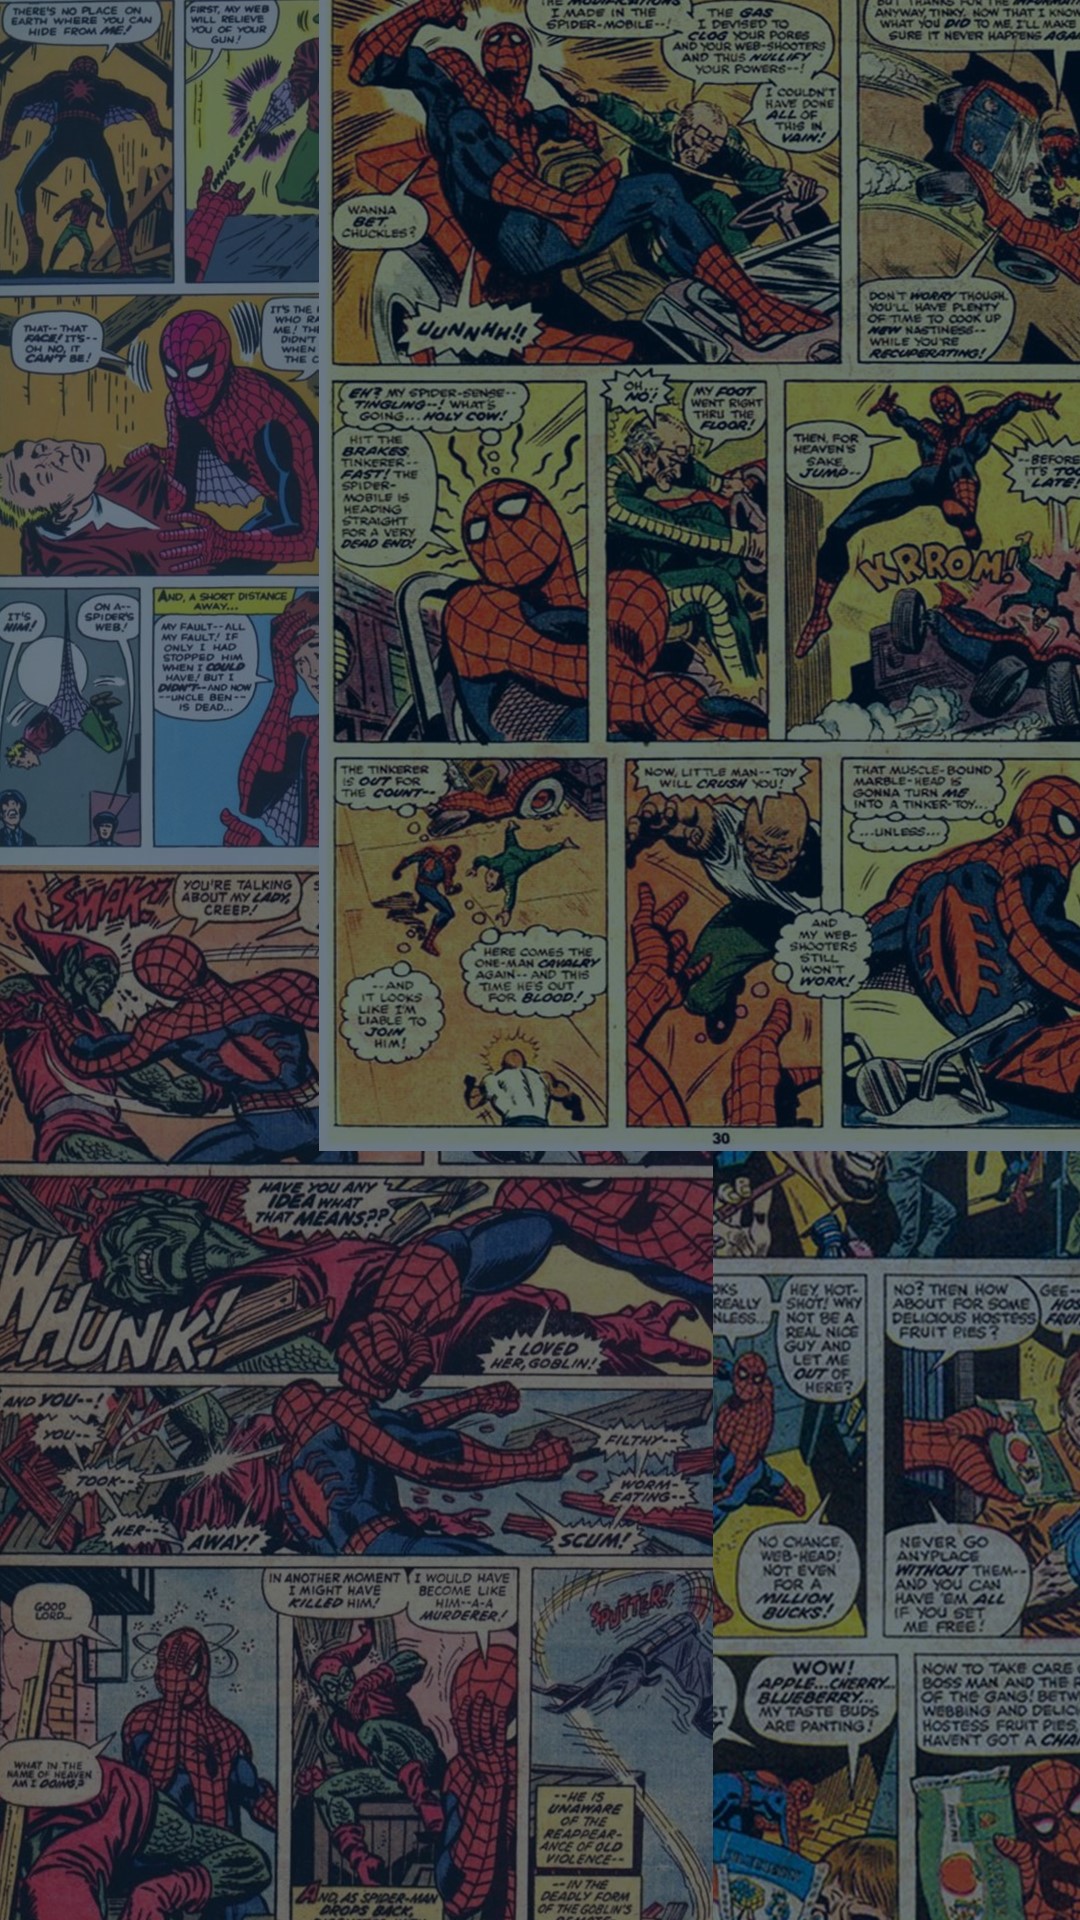 THERE'S NO PLACE ON
EARTH WHERE YOU CAN
HIDE FROM ME!
FIRST, MY WEB
WILL RELIEVE
YOU OF YOUR
GUN!
THAT--THAT
FACE! IT'S--
OH NO, IT
CAN'T BE!
IT'S THE
WHO
ME!
DIDN'T
WHEN
THE
IT'S
HIM!
ON A--
SPIDER'S
WEB!
AND, A SHORT DISTANCE
AWAY...
MY FAULT--ALL
MY FAULT! IF
ONLY I HAD
STOPPED HIM
WHEN I COULD
HAVE! BUT I
DIDN'T--AND NOW
--UNCLE BEN--
IS DEAD...
THE MODIFICATIONS
I MADE IN THE
SPIDER-MOBILE--!
THE GAS
I DEVISED TO
CLOG YOUR PORES
AND YOUR WEB-SHOOTERS
AND THUS NULLIFY
YOUR POWERS--!
I COULDN'T
HAVE DONE
ALL OF
THIS IN
VAIN!
WANNA
BET,
CHUCKLES?
UUNNHH!!
BUT THANKS FOR THE
ANYWAY, TINKY. NOW THAT I KNOW
WHAT YOU DID TO ME, I'LL MAKE
SURE IT NEVER HAPPENS
DON'T WORRY THOUGH.
YOU'LL HAVE PLENTY
OF TIME TO COOK UP
NEW NASTINESS--
WHILE YOU'RE
RECUPERATING!
EH? MY SPIDER-SENSE--
TINGLING--! WHAT'S
GOING... HOLY COW!
HIT THE
BRAKES,
TINKERER--
FAST! THE
SPIDER-
MOBILE IS
HEADING
STRAIGHT
FOR A VERY
DEAD END!
OH...
NO!
MY FOOT
WENT RIGHT
THRU THE
FLOOR!
THEN, FOR
HEAVEN'S
SAKE
JUMP--
--BEFORE
IT'S TOO
LATE!
KRROM!
THE TINKERER
IS OUT FOR
THE COUNT--
--AND
IT LOOKS
LIKE I'M
LIABLE TO
JOIN
HIM!
HERE COMES THE
ONE-MAN CAVALRY
AGAIN--AND THIS
TIME HE'S OUT
FOR BLOOD!
NOW, LITTLE MAN--TOY
WILL CRUSH YOU!
AND
MY WEB-
SHOOTERS
STILL
WON'T
WORK!
THAT MUSCLE-BOUND
MARBLE-HEAD IS
GONNA TURN ME
INTO A TINKER-TOY...
...UNLESS...
30
SMAK!
YOU'RE TALKING
ABOUT MY LADY,
CREEP!
HAVE YOU ANY
IDEA WHAT
THAT MEANS??
WHUNK!
I LOVED
HER, GOBLIN!
AND YOU--!
YOU--
TOOK--
HER--
AWAY!
FILTHY--
WORM-
EATING--
SCUM!
GOOD
LORD...
WHAT IN THE
NAME OF HEAVEN
AM I DOING?
IN ANOTHER MOMENT
I MIGHT HAVE
KILLED HIM!
I WOULD HAVE
BECOME LIKE
HIM--A-A
MURDERER!
AND, AS SPIDER-MAN
DROPS BACK,
SPUTTER!
--HE IS
UNAWARE
OF THE
REAPPEAR-
ANCE OF OLD
VIOLENCE--
--IN THE
DEADLY FORM
OF THE GOBLIN'S
HEY, HOT-
SHOT! WHY
NOT BE A
REAL NICE
GUY AND
LET ME
OUT OF
HERE?
NO CHANCE,
WEB-HEAD!
NOT EVEN
FOR A
MILLION
BUCKS!
NO? THEN HOW
ABOUT FOR SOME
DELICIOUS HOSTESS
FRUIT PIES?
GEE--
NEVER GO
ANYPLACE
WITHOUT THEM--
AND YOU CAN
HAVE 'EM ALL
IF YOU SET
ME FREE!
WOW!
APPLE...CHERRY...
BLUEBERRY...
MY TASTE BUDS
ARE PANTING!
NOW TO TAKE CARE
BOSS MAN AND THE
OF THE GANG!
WEBBING AND
HOSTESS FRUIT PIES,
HAVEN'T GOT A